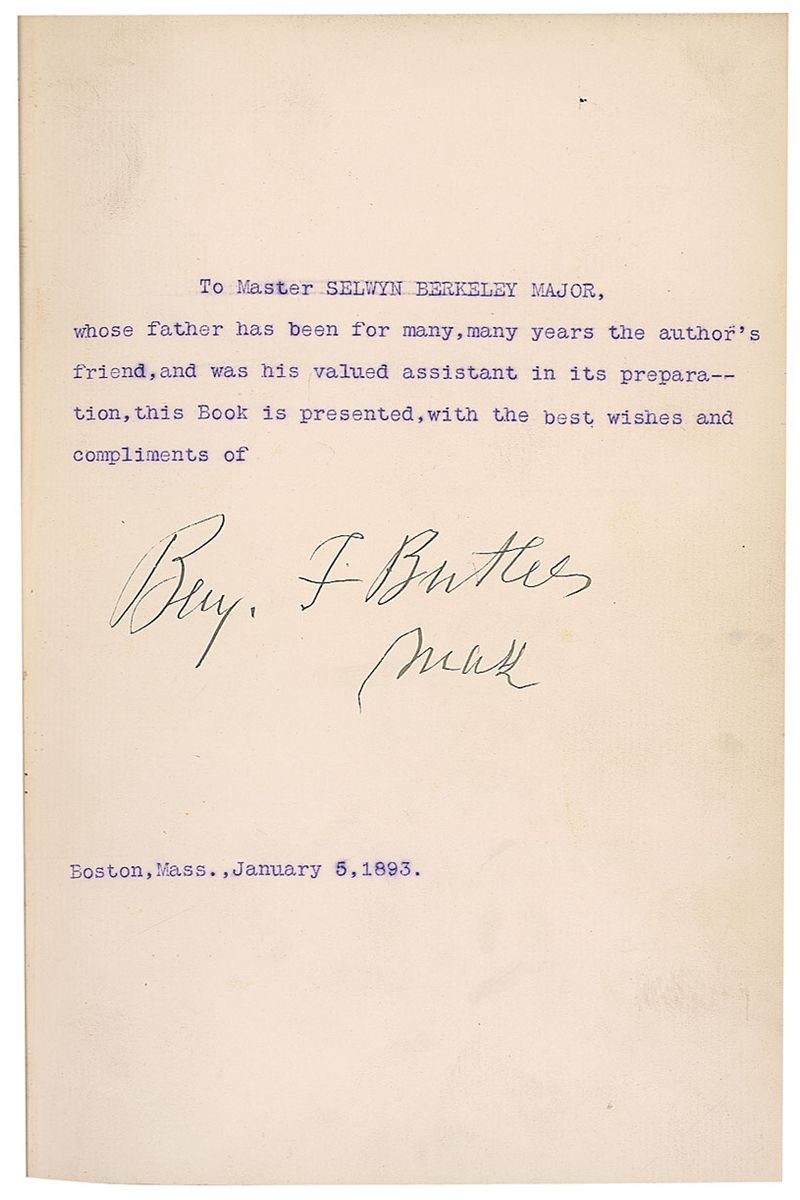 To Master SELWYN BERKELEY MAJOR,
whose father has been for many,many years the author's
friend,and was his valued assistant in its prepara--
tion,this Book is presented,with the best wishes and
compliments of
Benj. F Butler
Boston,Mass.,January 5,1893.